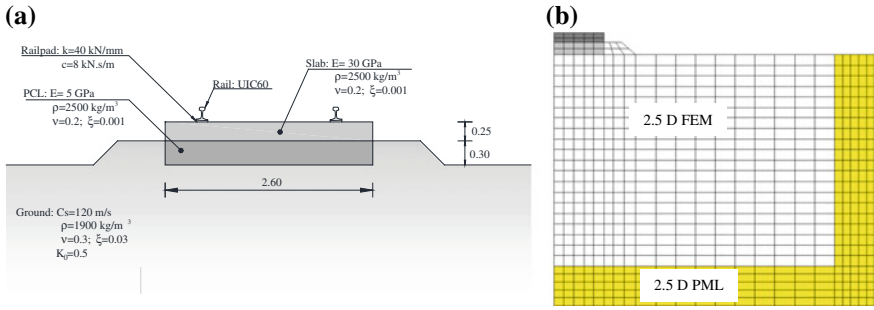 (a)
Railpad: k=40 kN/mm
c=8 kN.s/m
Rail: UIC60
Slab: E= 30 GPa
ρ=2500 kg/m³
ν=0.2; ξ=0.001
PCL: E= 5 GPa
ρ=2500 kg/m³
ν=0.2; ξ=0.001
0.25
0.30
2.60
Ground: Cs=120 m/s
ρ=1900 kg/m ³
ν=0.3; ξ=0.03
K₀=0.5
(b)
2.5 D FEM
2.5 D PML